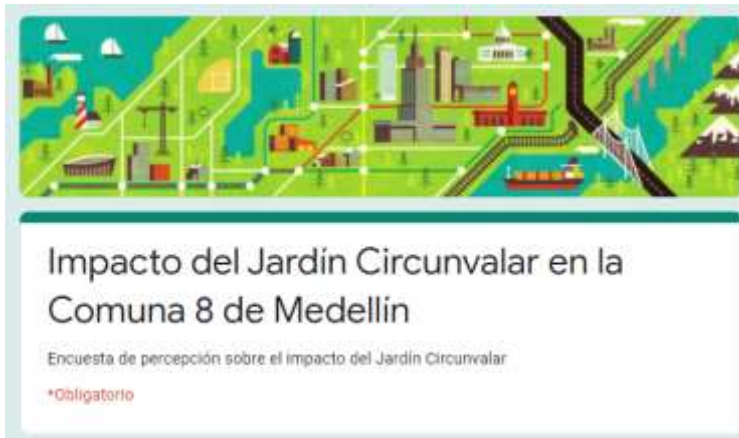 Impacto del Jardín Circunvalar en la
Comuna 8 de Medellín
Encuesta de percepción sobre el impacto del Jardín Circunvalar
*Obligatorio